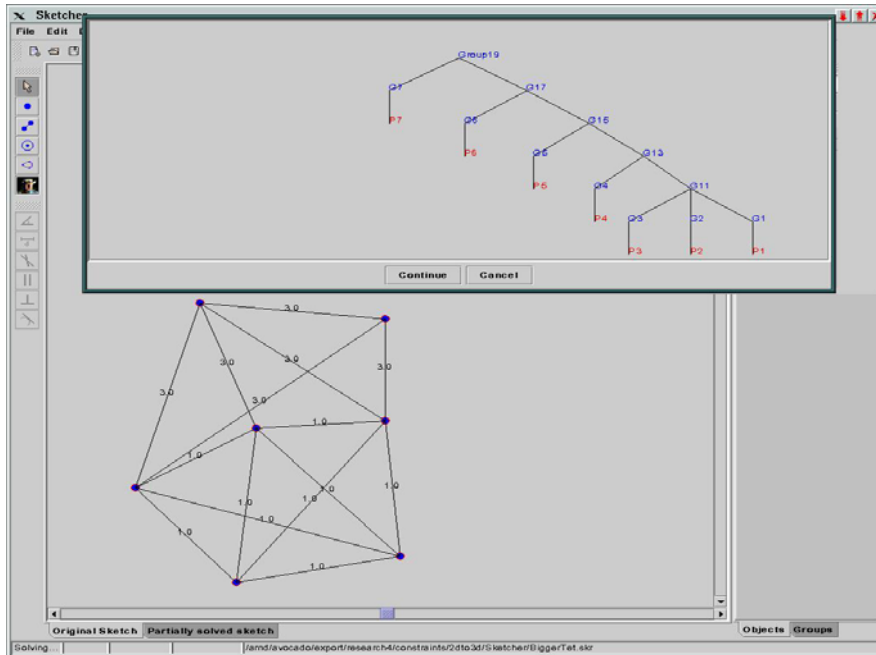 X Sketcher
File Edit
Group19
G7 G17
P7 G6 G15
P6 G5 G13
P5 G4 G11
P4 G3 G2 G1
P3 P2 P1
Continue Cancel
3.0
3.0 3.0 3.0
3.0 3.0
1.0
1.0 1.0
1.0 1.0 1.0
1.0 1.0
1.0
Original Sketch Partially solved sketch
Objects Groups
Solving... /amd/avocado/export/research4/constraints/2dto3d/Sketcher/BiggerTet.skr